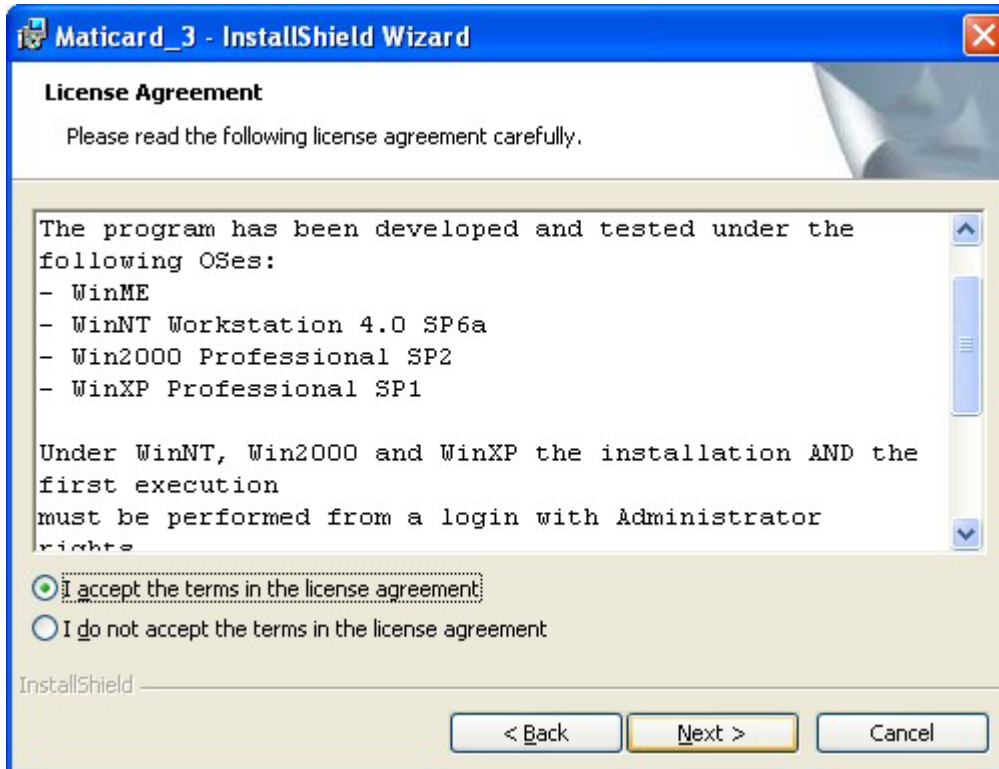 Maticard_3 - InstallShield Wizard
License Agreement
Please read the following license agreement carefully.
The program has been developed and tested under the
following OSes:
- WinME
- WinNT Workstation 4.0 SP6a
- Win2000 Professional SP2
- WinXP Professional SP1
Under WinNT, Win2000 and WinXP the installation AND the
first execution
must be performed from a login with Administrator
rights
I accept the terms in the license agreement
I do not accept the terms in the license agreement
InstallShield
< Back
Next >
Cancel